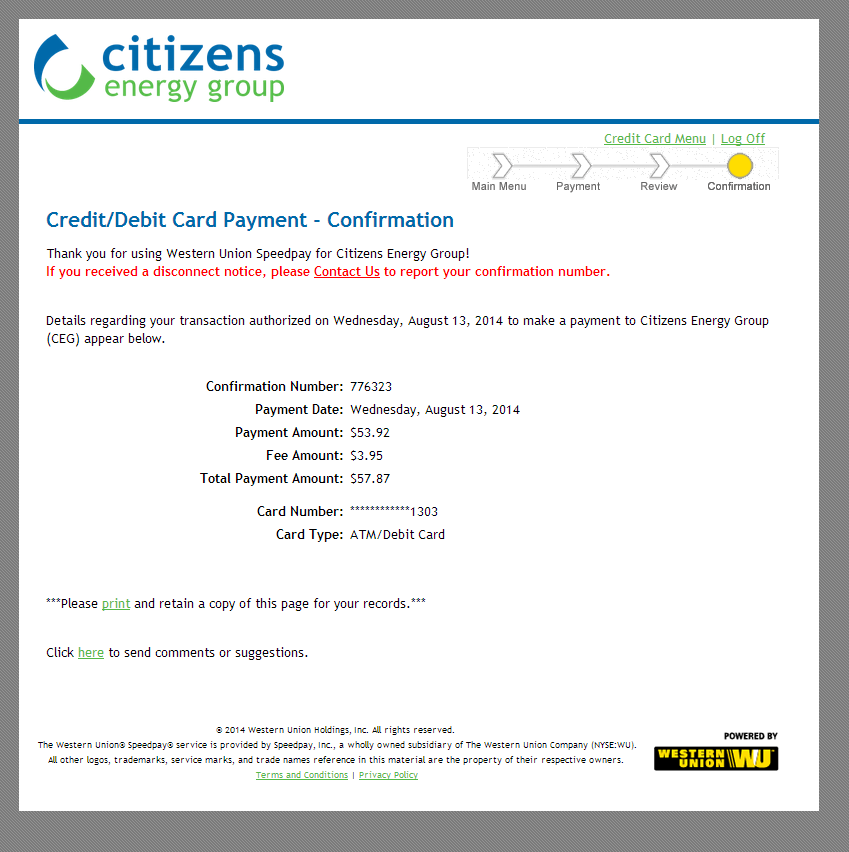 citizens
energy group
Credit Card Menu | Log Off
Main Menu Payment Review Confirmation
Credit/Debit Card Payment - Confirmation
Thank you for using Western Union Speedpay for Citizens Energy Group!
If you received a disconnect notice, please Contact Us to report your confirmation number.
Details regarding your transaction authorized on Wednesday, August 13, 2014 to make a payment to Citizens Energy Group
(CEG) appear below.
Confirmation Number: 776323
Payment Date: Wednesday, August 13, 2014
Payment Amount: $53.92
Fee Amount: $3.95
Total Payment Amount: $57.87
Card Number: ************1303
Card Type: ATM/Debit Card
***Please print and retain a copy of this page for your records.***
Click here to send comments or suggestions.
© 2014 Western Union Holdings, Inc. All rights reserved.
The Western Union® Speedpay® service is provided by Speedpay, Inc., a wholly owned subsidiary of The Western Union Company (NYSE:WU).
All other logos, trademarks, service marks, and trade names reference in this material are the property of their respective owners.
Terms and Conditions | Privacy Policy
POWERED BY
WESTERN
UNION WU